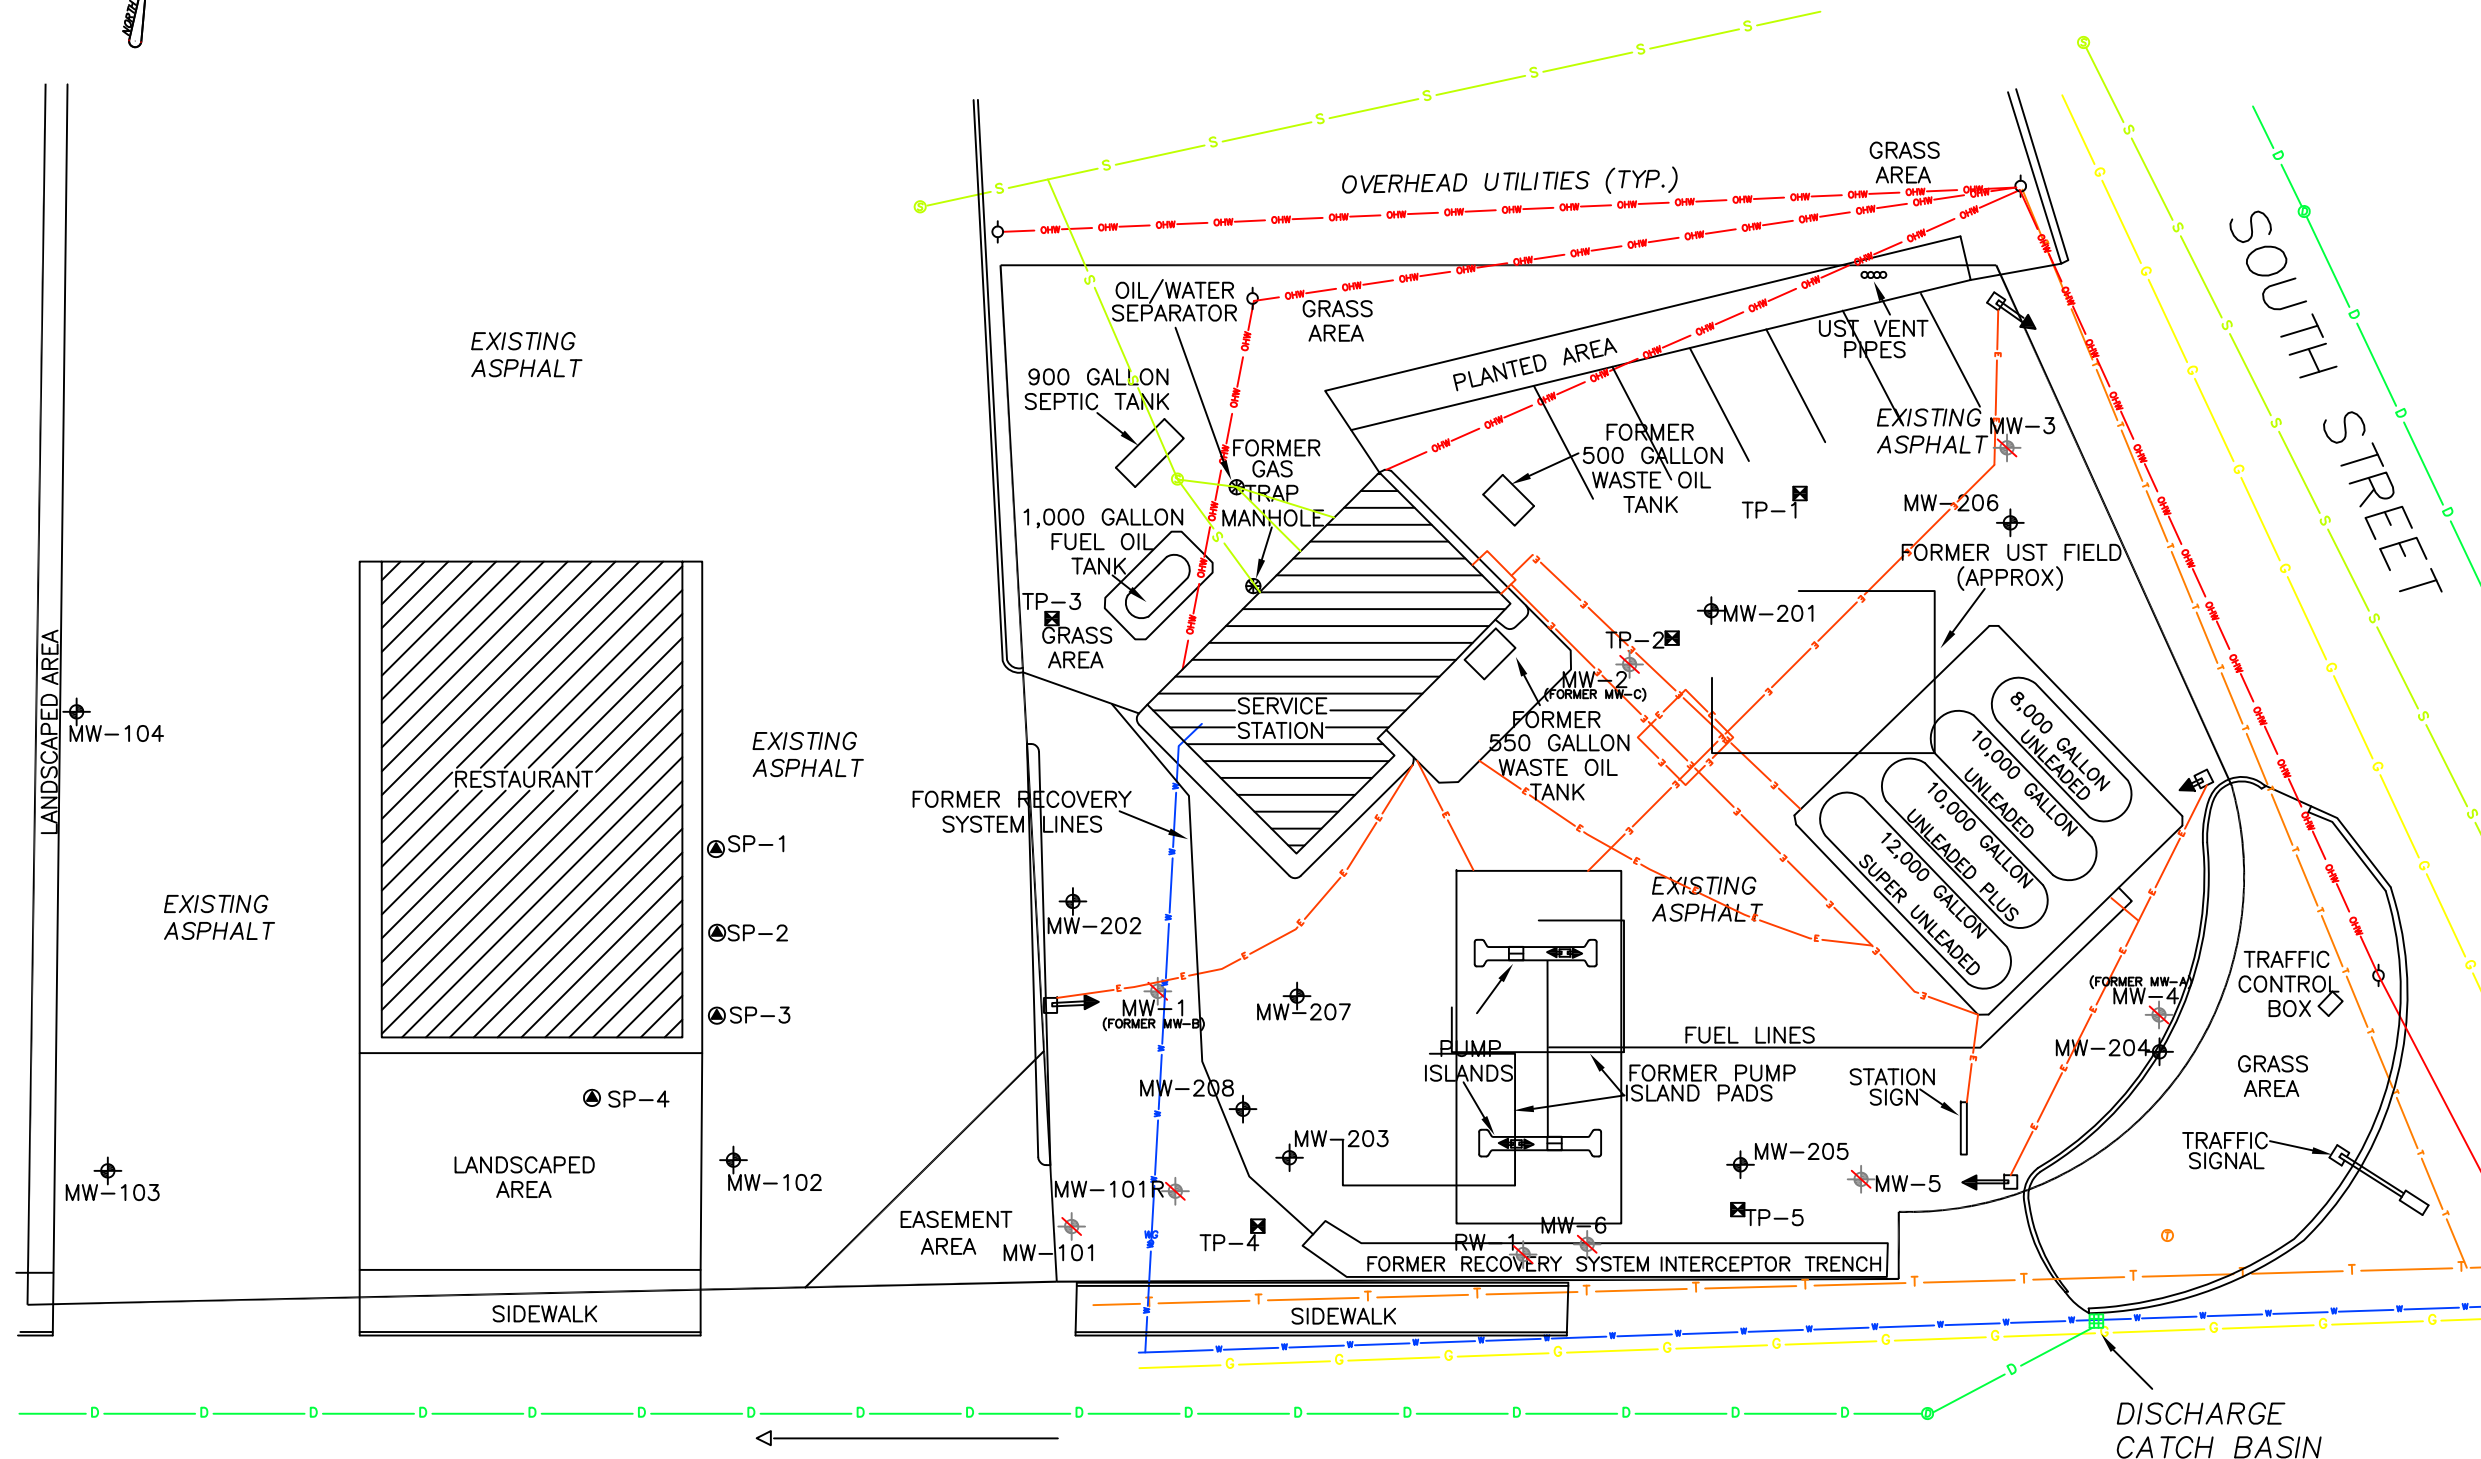 NORTH
OVERHEAD UTILITIES (TYP.)
GRASS
AREA
SOUTH STREET
OIL/WATER
SEPARATOR
GRASS
AREA
UST VENT
PIPES
PLANTED AREA
EXISTING
ASPHALT
900 GALLON
SEPTIC TANK
FORMER
GAS
TRAP
MANHOLE
FORMER
500 GALLON
WASTE OIL
TANK
EXISTING
ASPHALT
MW-3
TP-1
MW-206
1,000 GALLON
FUEL OIL
TANK
FORMER UST FIELD
(APPROX)
TP-3
GRASS
AREA
MW-201
TP-2
MW-2
(FORMER MW-C)
LANDSCAPED AREA
MW-104
RESTAURANT
EXISTING
ASPHALT
SERVICE
STATION
FORMER
550 GALLON
WASTE OIL
TANK
8,000 GALLON
UNLEADED
10,000 GALLON
UNLEADED
10,000 GALLON
UNLEADED PLUS
12,000 GALLON
SUPER UNLEADED
FORMER RECOVERY
SYSTEM LINES
SP-1
SP-2
SP-3
SP-4
EXISTING
ASPHALT
MW-202
EXISTING
ASPHALT
MW-1
(FORMER MW-B)
MW-207
(FORMER MW-A)
MW-4
TRAFFIC
CONTROL
BOX
FUEL LINES
PUMP
ISLANDS
FORMER PUMP
ISLAND PADS
MW-204
STATION
SIGN
GRASS
AREA
MW-208
MW-203
MW-205
MW-5
TRAFFIC
SIGNAL
MW-103
LANDSCAPED
AREA
MW-102
MW-101R
EASEMENT
AREA
MW-101
TP-4
RW-1
MW-6
TP-5
FORMER RECOVERY SYSTEM INTERCEPTOR TRENCH
SIDEWALK
SIDEWALK
DISCHARGE
CATCH BASIN